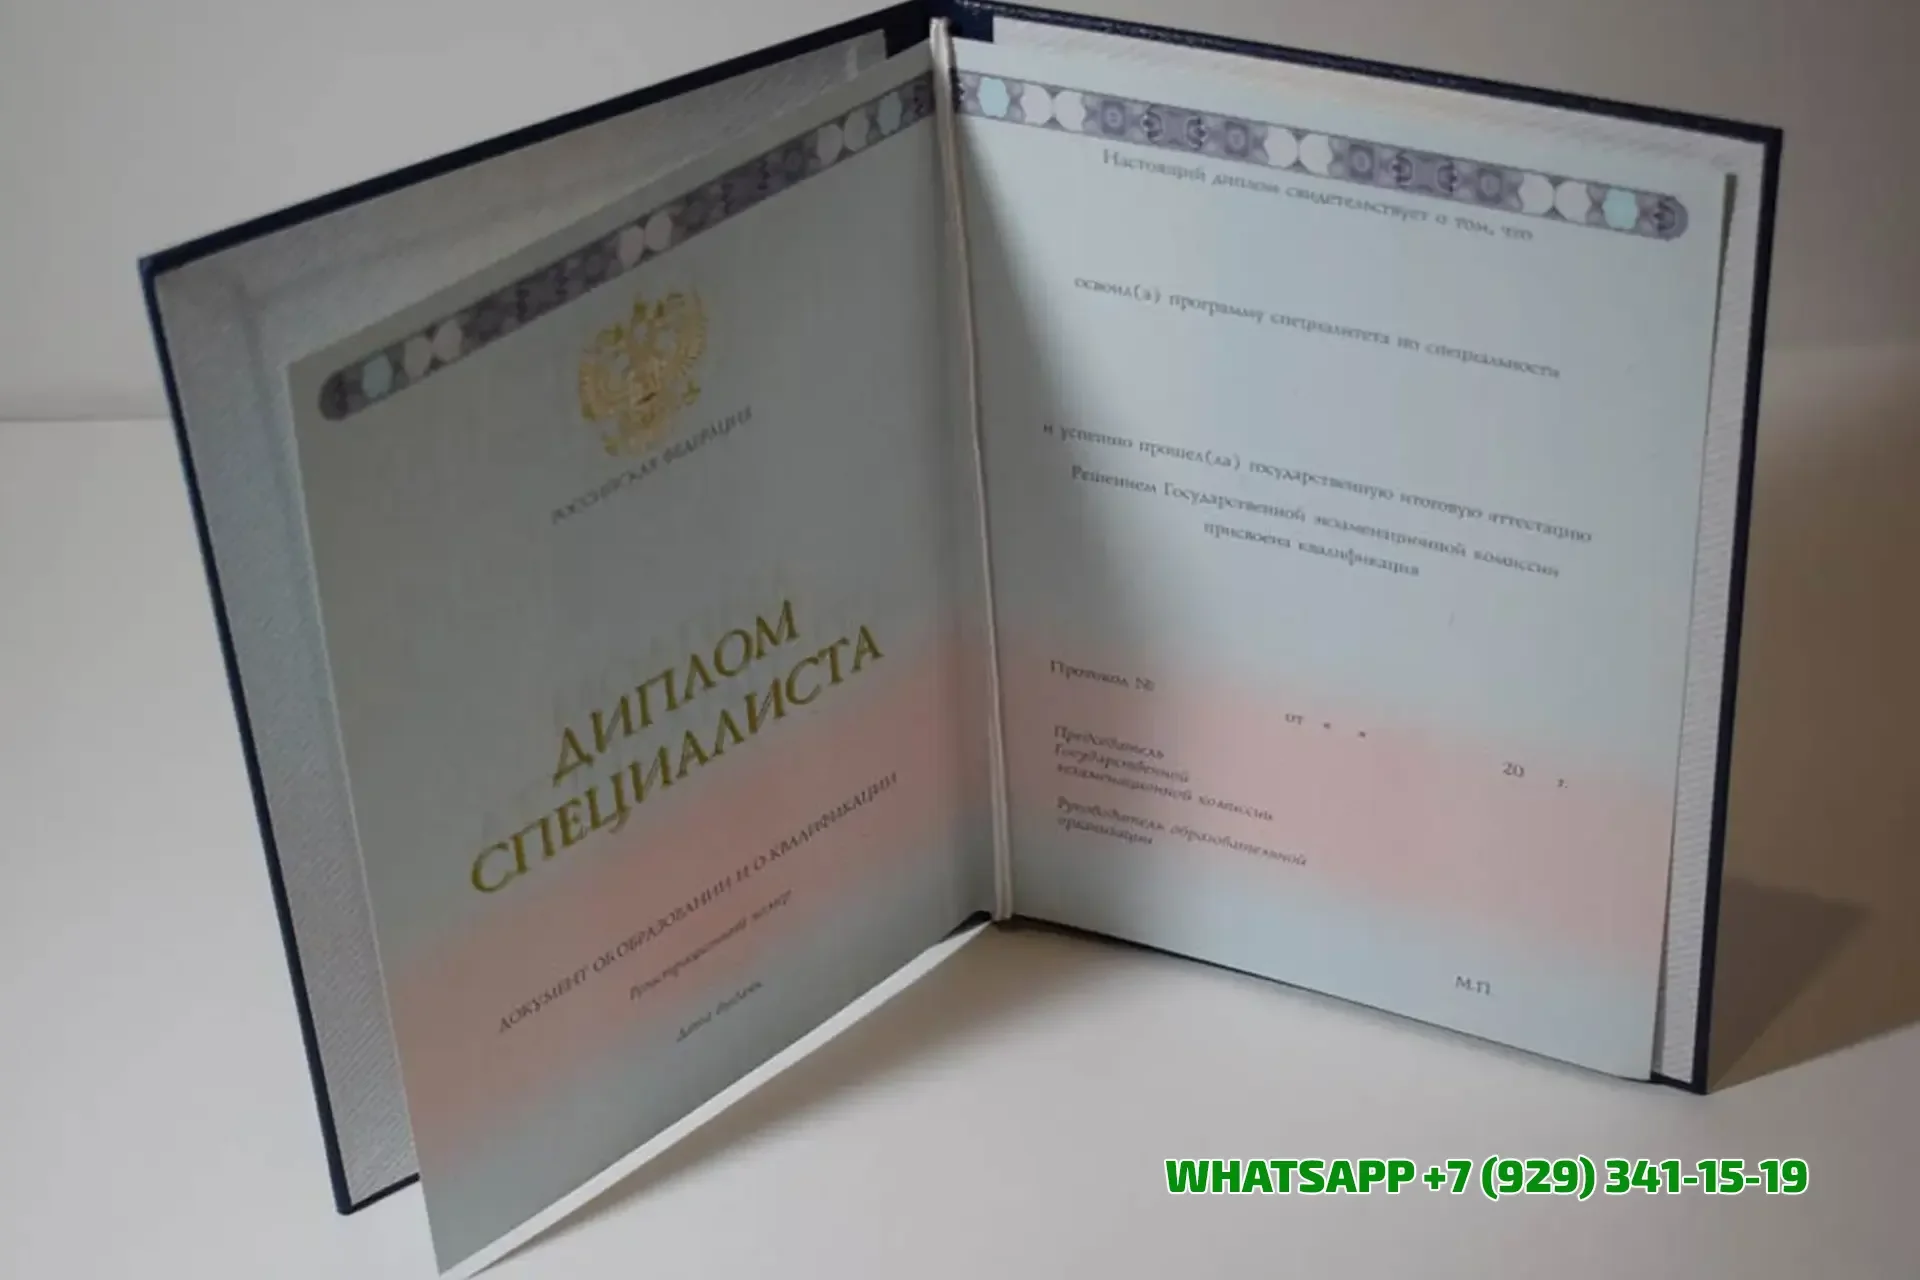 РОССИЙСКАЯ ФЕДЕРАЦИЯ
ДИПЛОМ
СПЕЦИАЛИСТА
ДОКУМЕНТ ОБ ОБРАЗОВАНИИ И О КВАЛИФИКАЦИИ
Регистрационный номер
Дата выдачи
Настоящий диплом свидетельствует о том, что
освоил(а) программу специалитета по специальности
и успешно прошел(ла) государственную итоговую аттестацию
Решением Государственной экзаменационной комиссии
присвоена квалификация
Протокол №
от « »
20 г.
Председатель
Государственной
экзаменационной комиссии
Руководитель образовательной
организации
М.П.
WHATSAPP +7 (929) 341-15-19